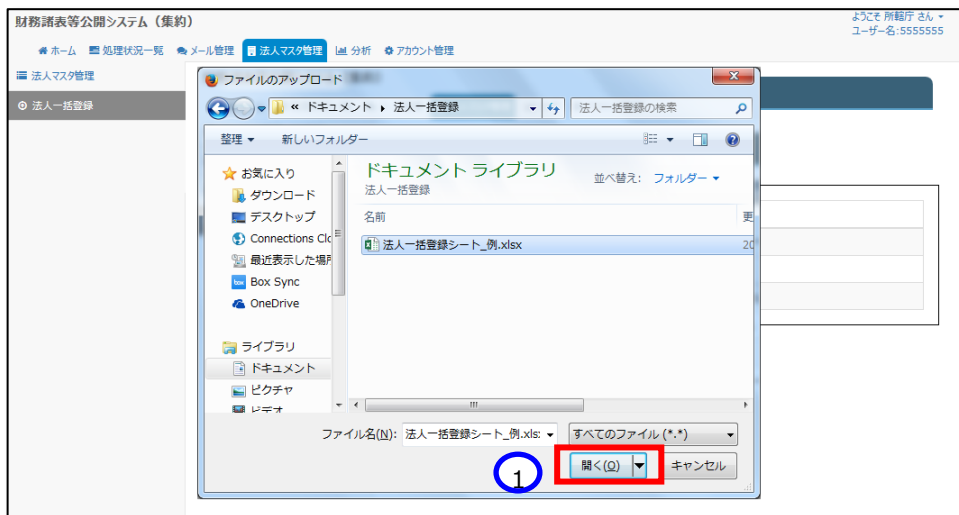 財務諸表等公開システム（集約）
ようこそ 所轄庁 さん
ユーザー名:5555555
ホーム 処理状況一覧 メール管理 法人マスタ管理 分析 アカウント管理
法人マスタ管理
法人一括登録
ファイルのアップロード
« ドキュメント 法人一括登録 法人一括登録の検索
整理 新しいフォルダー
お気に入り
ダウンロード
デスクトップ
Connections Clc
最近表示した場所
Box Sync
OneDrive
ライブラリ
ドキュメント
ピクチャ
ビデオ
ドキュメント ライブラリ
法人一括登録
並べ替え: フォルダー
名前 更
法人一括登録シート_例.xlsx 20
ファイル名(N): 法人一括登録シート_例.xls すべてのファイル (*.*)
1 開く(O) キャンセル